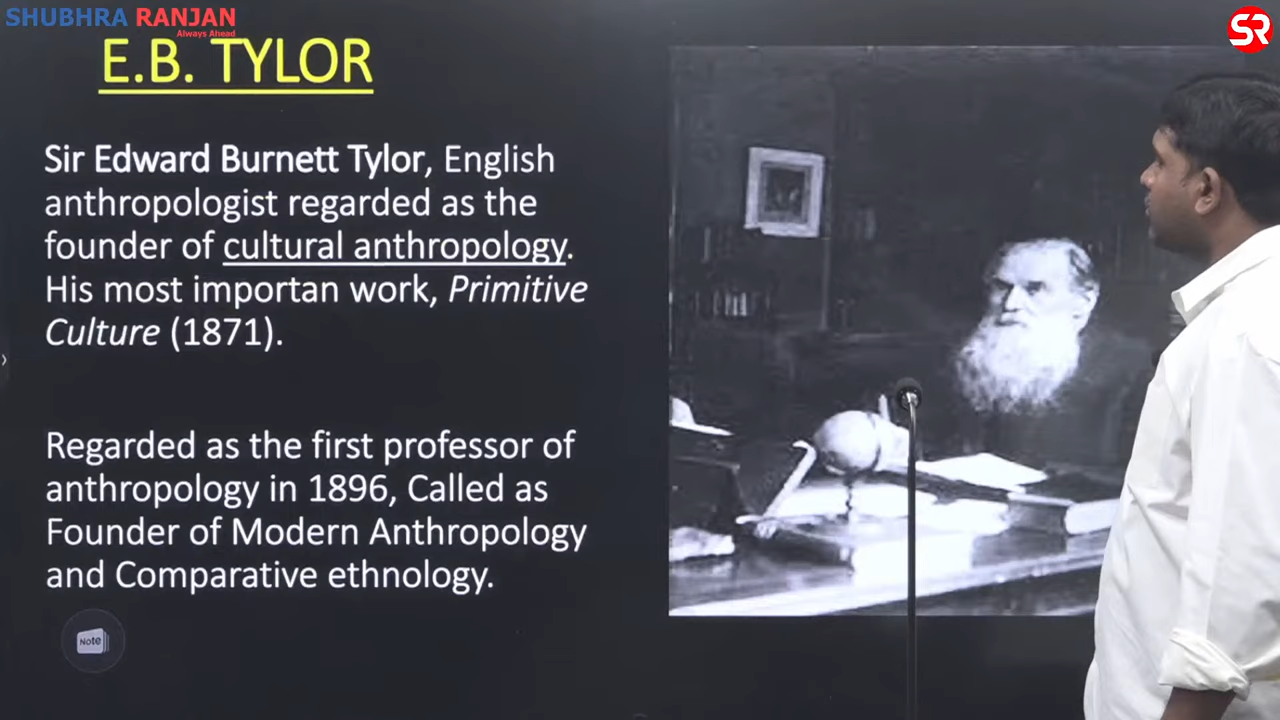 SHUBHRA RANJAN
Always Ahead
SR
E.B. TYLOR
Sir Edward Burnett Tylor, English
anthropologist regarded as the
founder of cultural anthropology.
His most importan work, Primitive
Culture (1871).
Regarded as the first professor of
anthropology in 1896, Called as
Founder of Modern Anthropology
and Comparative ethnology.
Note